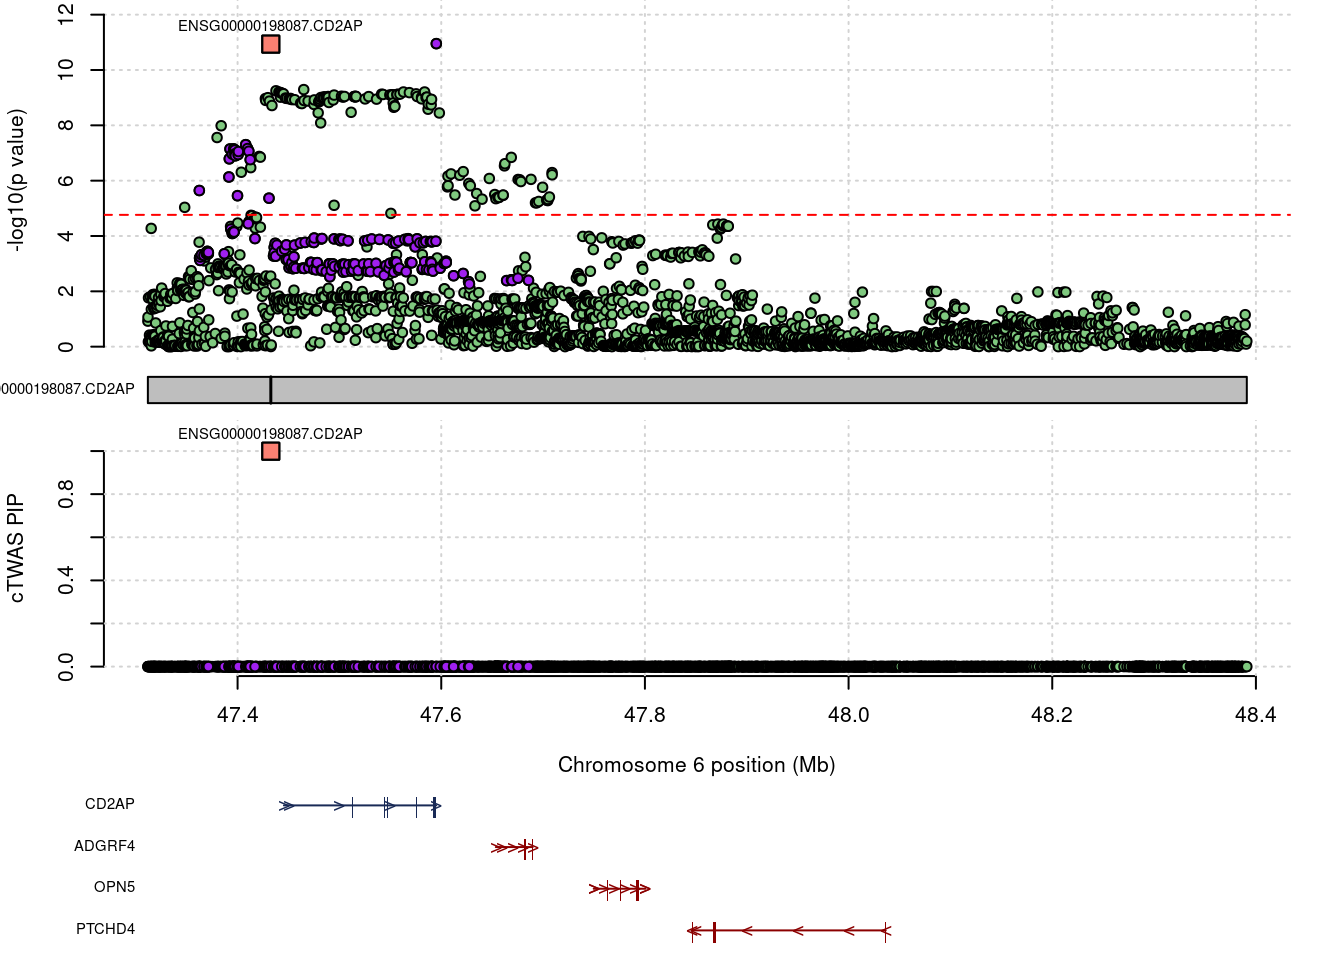 12
ENSG00000198087.CD2AP
10
8
6
4
2
0
-log10(p value)
0000198087.CD2AP
ENSG00000198087.CD2AP
0.8
0.4
0.0
cTWAS PIP
47.4 47.6 47.8 48.0 48.2 48.4
Chromosome 6 position (Mb)
CD2AP
ADGRF4
OPN5
PTCHD4